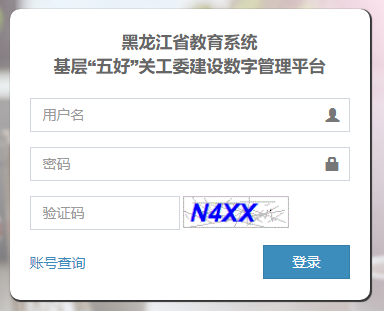 黑龙江省教育系统
基层“五好”关工委建设数字管理平台
用户名
密码
验证码
N4XX
账号查询
登录